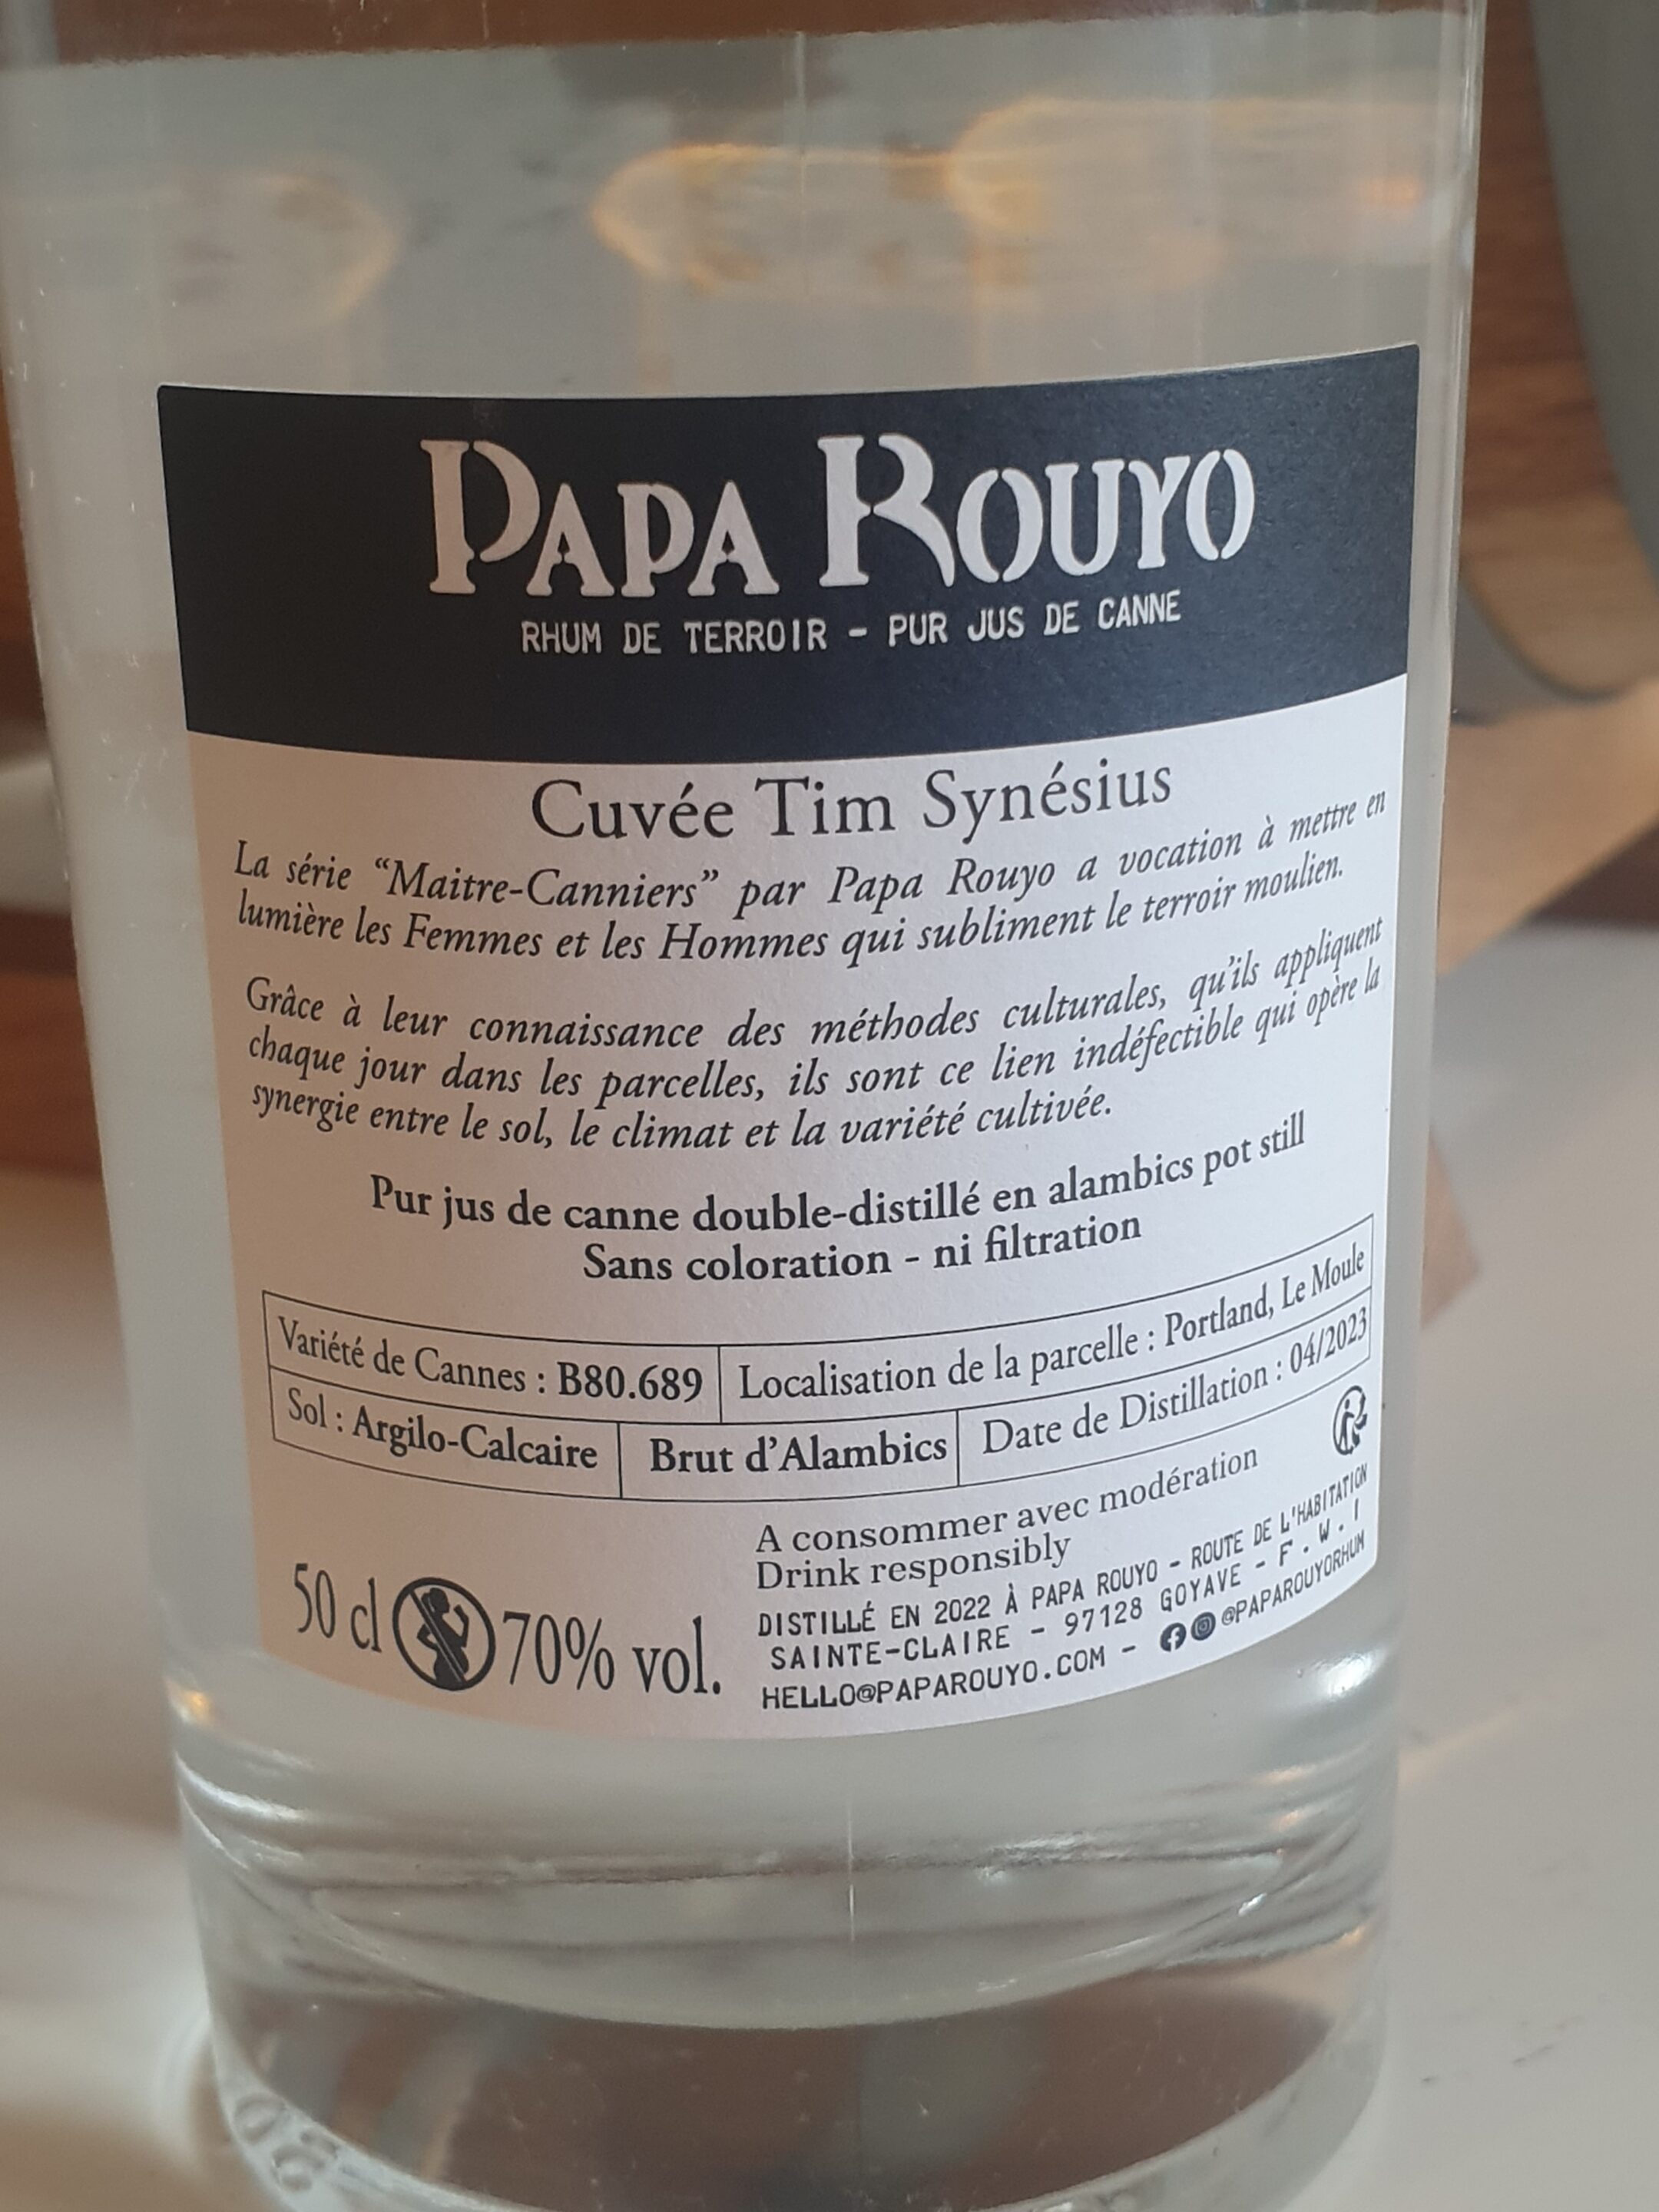 PAPA ROUYO
RHUM DE TERROIR - PUR JUS DE CANNE
Cuvée Tim Synésius
La série “Maitre-Canniers” par Papa Rouyo a vocation à mettre en
lumière les Femmes et les Hommes qui subliment le terroir moulien.
Grâce à leur connaissance des méthodes culturales, qu’ils appliquent
chaque jour dans les parcelles, ils sont ce lien indéfectible qui opère la
synergie entre le sol, le climat et la variété cultivée.
Pur jus de canne double-distillé en alambics pot still
Sans coloration - ni filtration
Variété de Cannes : B80.689 Localisation de la parcelle : Portland, Le Moule
Sol : Argilo-Calcaire Brut d’Alambics Date de Distillation : 04/2023
A consommer avec modération
Drink responsibly
50 cl 70% vol.
DISTILLÉ EN 2022 À PAPA ROUYO - ROUTE DE L'HABITATION
SAINTE-CLAIRE - 97128 GOYAVE - F.W.I
HELLO@PAPAROUYO.COM - @PAPAROUYORHUM